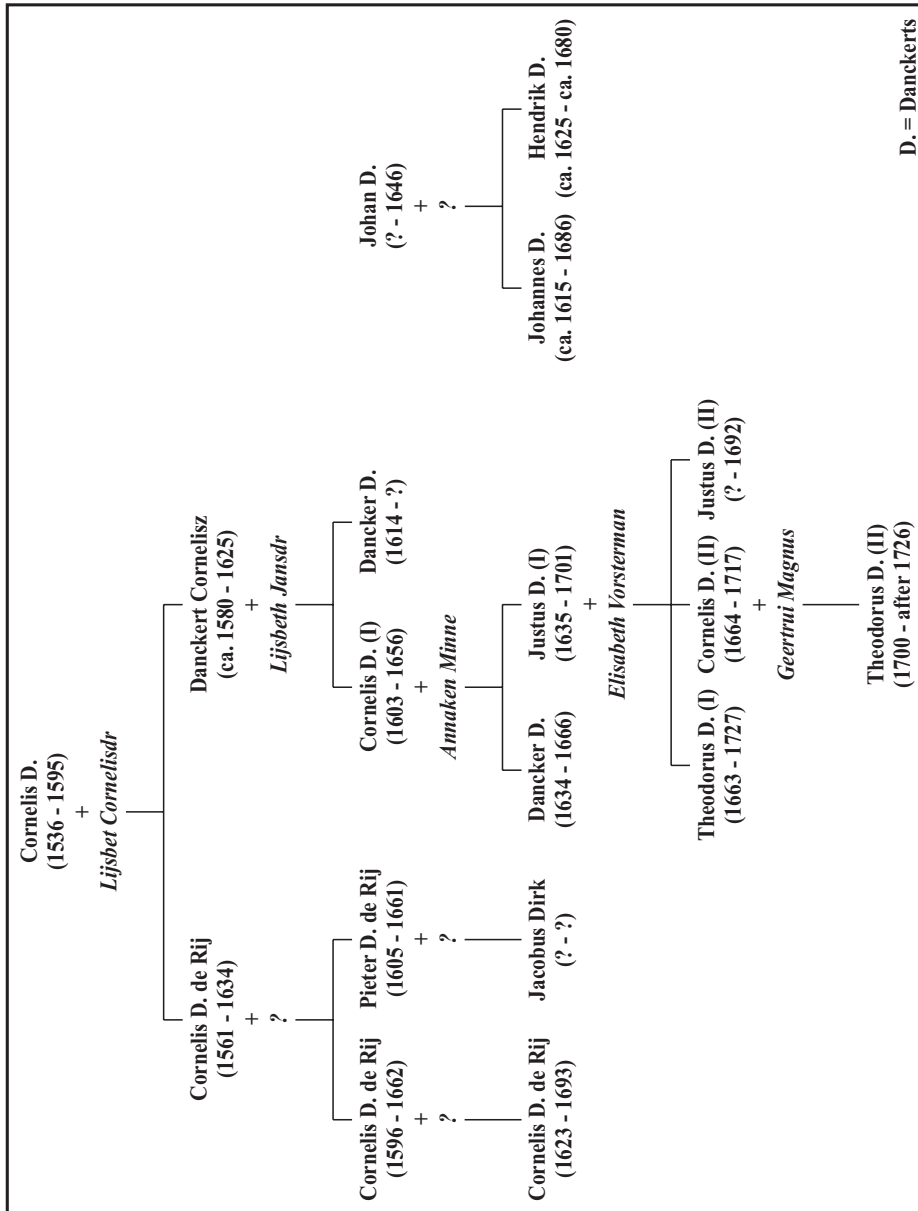 Cornelis D.
(1536 - 1595)
+
Lijsbet Cornelisdr
Cornelis D. de Rij
(1561 - 1634)
+
?
Danckert Cornelisz
(ca. 1580 - 1625)
+
Lijsbeth Jansdr
Cornelis D. de Rij
(1596 - 1662)
+
?
Pieter D. de Rij
(1605 - 1661)
+
?
Cornelis D. (I)
(1603 - 1656)
+
Annaken Minne
Dancker D.
(1614 - ?)
Johan D.
(? - 1646)
+
?
Cornelis D. de Rij
(1623 - 1693)
Jacobus Dirk
(? - ?)
Dancker D.
(1634 - 1666)
Justus D. (I)
(1635 - 1701)
+
Elisabeth Vorsterman
Johannes D.
(ca. 1615 - 1686)
Hendrik D.
(ca. 1625 - ca. 1680)
Theodorus D. (I)
(1663 - 1727)
Cornelis D. (II)
(1664 - 1717)
+
Geertrui Magnus
Justus D. (II)
(? - 1692)
Theodorus D. (II)
(1700 - after 1726)
D. = Danckerts